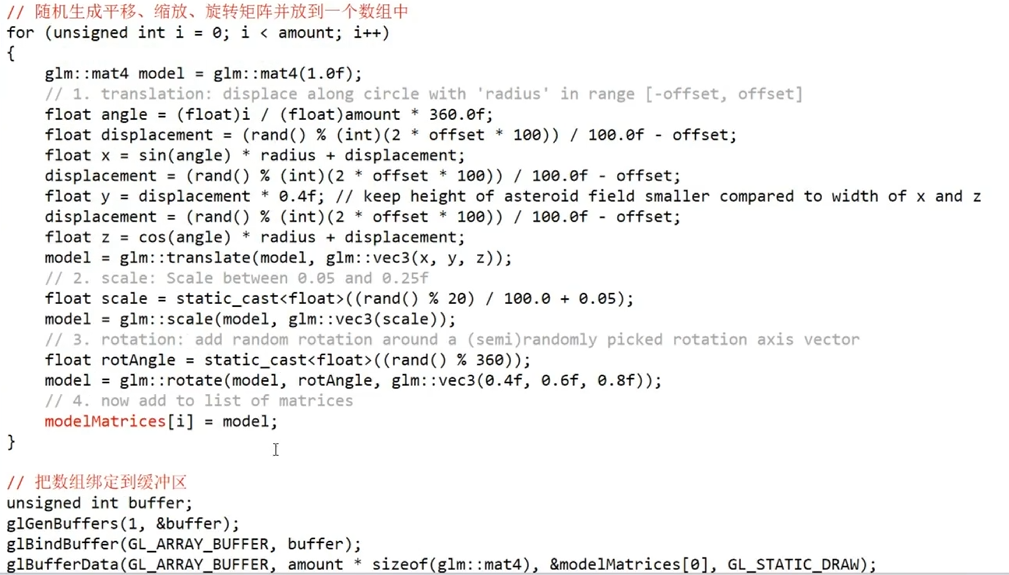 // 随机生成平移、缩放、旋转矩阵并放到一个数组中
for (unsigned int i = 0; i < amount; i++)
{
    glm::mat4 model = glm::mat4(1.0f);
    // 1. translation: displace along circle with 'radius' in range [-offset, offset]
    float angle = (float)i / (float)amount * 360.0f;
    float displacement = (rand() % (int)(2 * offset * 100)) / 100.0f - offset;
    float x = sin(angle) * radius + displacement;
    displacement = (rand() % (int)(2 * offset * 100)) / 100.0f - offset;
    float y = displacement * 0.4f; // keep height of asteroid field smaller compared to width of x and z
    displacement = (rand() % (int)(2 * offset * 100)) / 100.0f - offset;
    float z = cos(angle) * radius + displacement;
    model = glm::translate(model, glm::vec3(x, y, z));
    // 2. scale: Scale between 0.05 and 0.25f
    float scale = static_cast<float>((rand() % 20) / 100.0 + 0.05);
    model = glm::scale(model, glm::vec3(scale));
    // 3. rotation: add random rotation around a (semi)randomly picked rotation axis vector
    float rotAngle = static_cast<float>((rand() % 360));
    model = glm::rotate(model, rotAngle, glm::vec3(0.4f, 0.6f, 0.8f));
    // 4. now add to list of matrices
    modelMatrices[i] = model;
}
// 把数组绑定到缓冲区
unsigned int buffer;
glGenBuffers(1, &buffer);
glBindBuffer(GL_ARRAY_BUFFER, buffer);
glBufferData(GL_ARRAY_BUFFER, amount * sizeof(glm::mat4), &modelMatrices[0], GL_STATIC_DRAW);